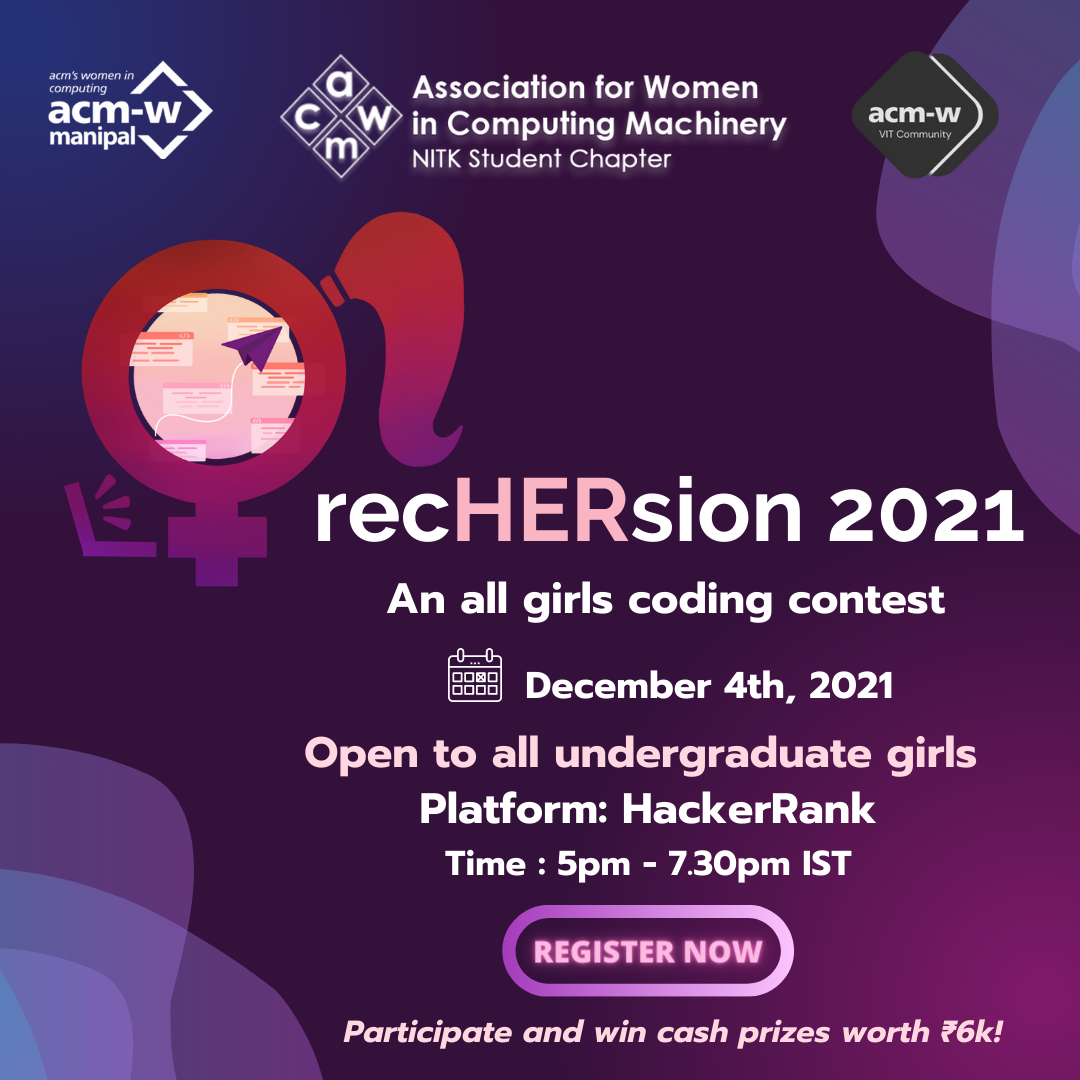 acm's women in
computing
acm-w
manipal
a
c w
m
Association for Women
in Computing Machinery
NITK Student Chapter
acm-w
VIT Community
recHERsion 2021
An all girls coding contest
December 4th, 2021
Open to all undergraduate girls
Platform: HackerRank
Time : 5pm - 7.30pm IST
REGISTER NOW
Participate and win cash prizes worth ₹6k!